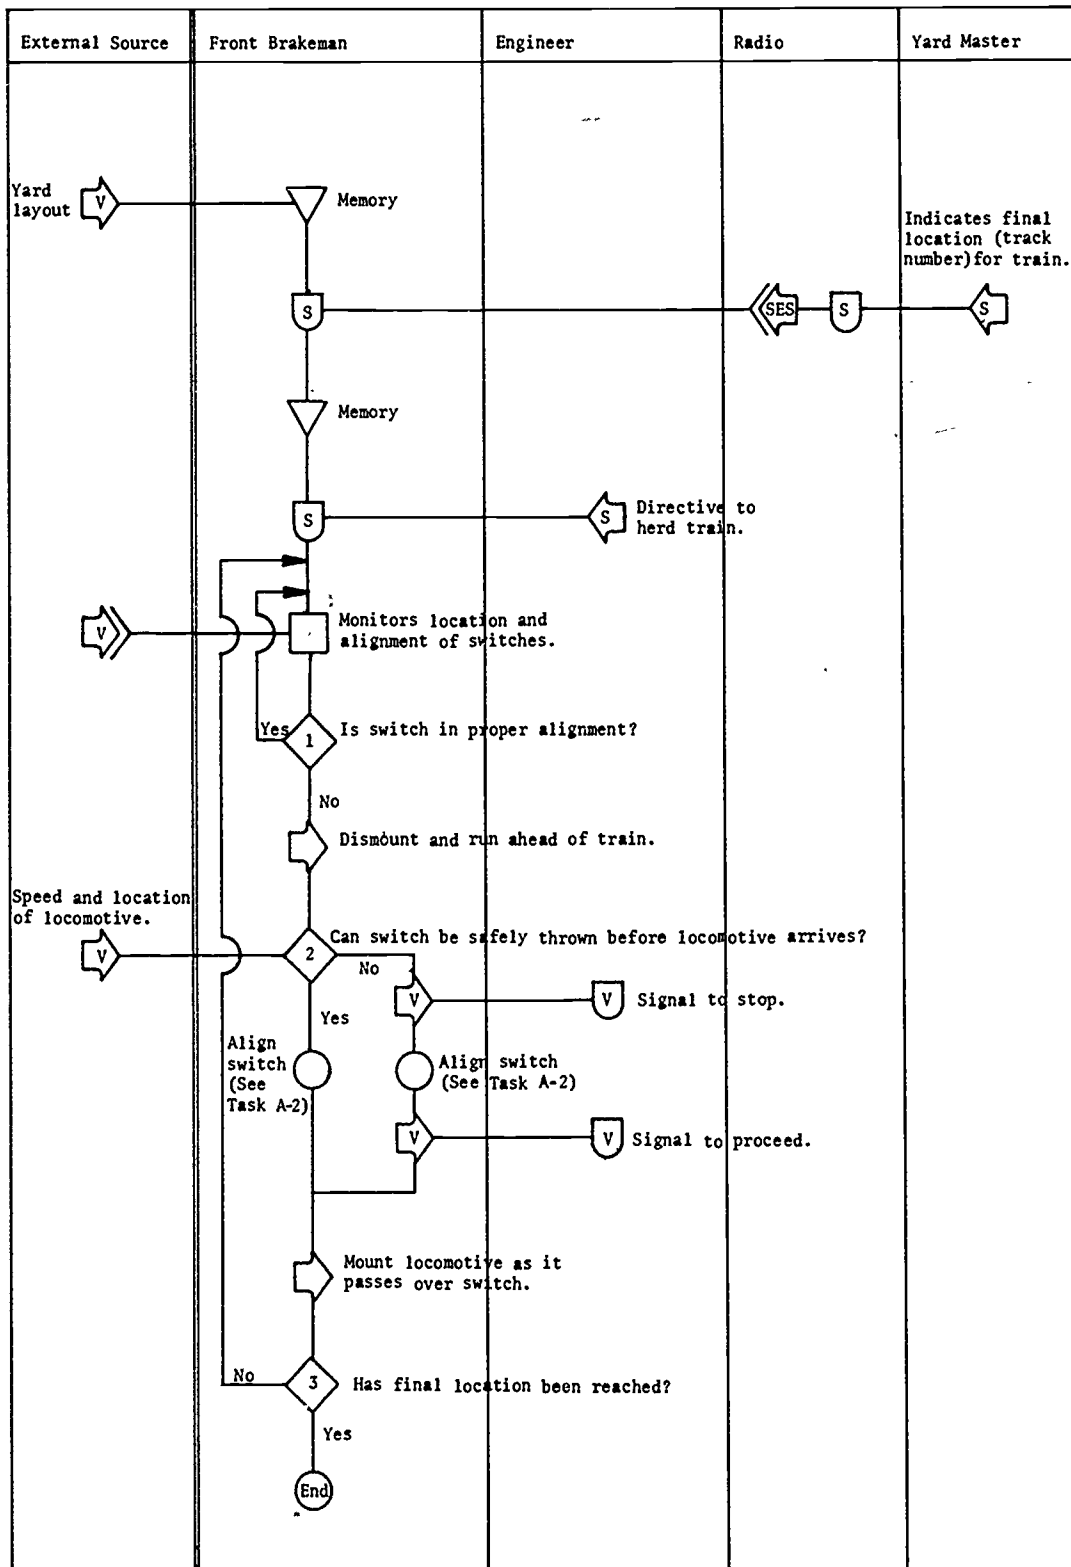 External Source
Front Brakeman
Engineer
Radio
Yard Master
Yard
layout
V
Memory
Indicates final
location (track
number)for train.
S
SES
S
S
Memory
S
S
Directive to
herd train.
V
Monitors location and
alignment of switches.
Yes
1
Is switch in proper alignment?
No
Dismount and run ahead of train.
Speed and location
of locomotive.
V
2
Can switch be safely thrown before locomotive arrives?
No
V
V
Signal to stop.
Yes
Align
switch
(See
Task A-2)
Align switch
(See Task A-2)
V
V
Signal to proceed.
Mount locomotive as it
passes over switch.
No
3
Has final location been reached?
Yes
End